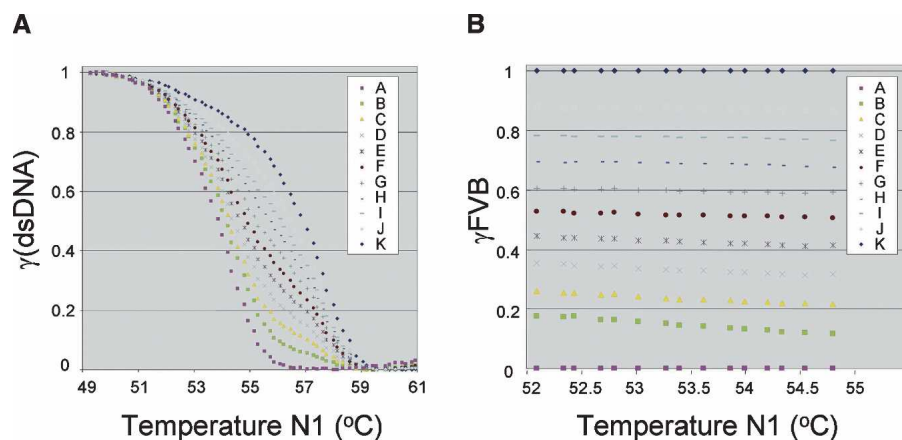 A
γ(dsDNA)
1
0.8
0.6
0.4
0.2
0
49
51
53
55
57
59
61
Temperature N1 (ºC)
A
B
C
D
E
F
G
H
I
J
K
B
γFVB
1
0.8
0.6
0.4
0.2
0
52
52.5
53
53.5
54
54.5
55
Temperature N1 (ºC)
A
B
C
D
E
F
G
H
I
J
K